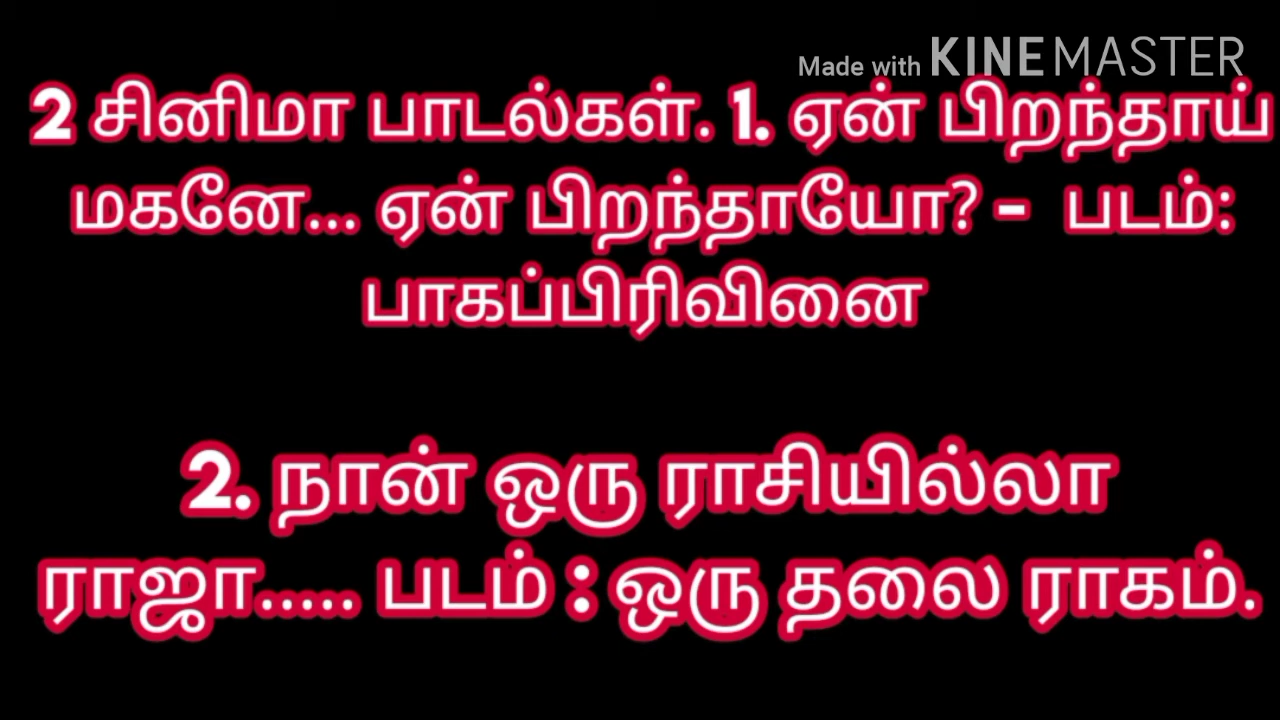 Made with KINEMASTER
2 சினிமா பாடல்கள். 1. ஏன் பிறந்தாய்
மகனே... ஏன் பிறந்தாயோ? - படம்:
பாகப்பிரிவினை
2. நான் ஒரு ராசியில்லா
ராஜா..... படம் : ஒரு தலை ராகம்.